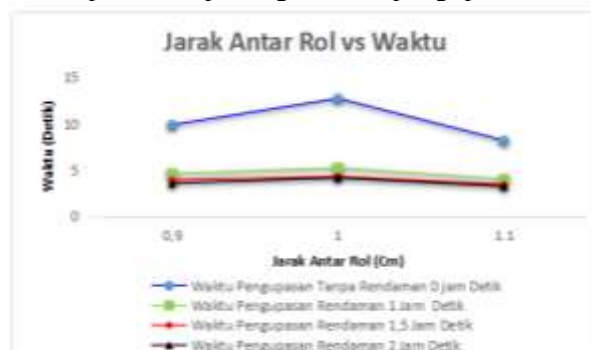 Jarak Antar Rol vs Waktu
Waktu (Detik)
15
10
5
0
0,9
1
1.1
Jarak Antar Rol (Cm)
Waktu Pengupasan Tanpa Rendaman 0 jam Detik
Waktu Pengupasan Rendaman 1 Jam Detik
Waktu Pengupasan Rendaman 1,5 Jam Detik
Waktu Pengupasan Rendaman 2 Jam Detik